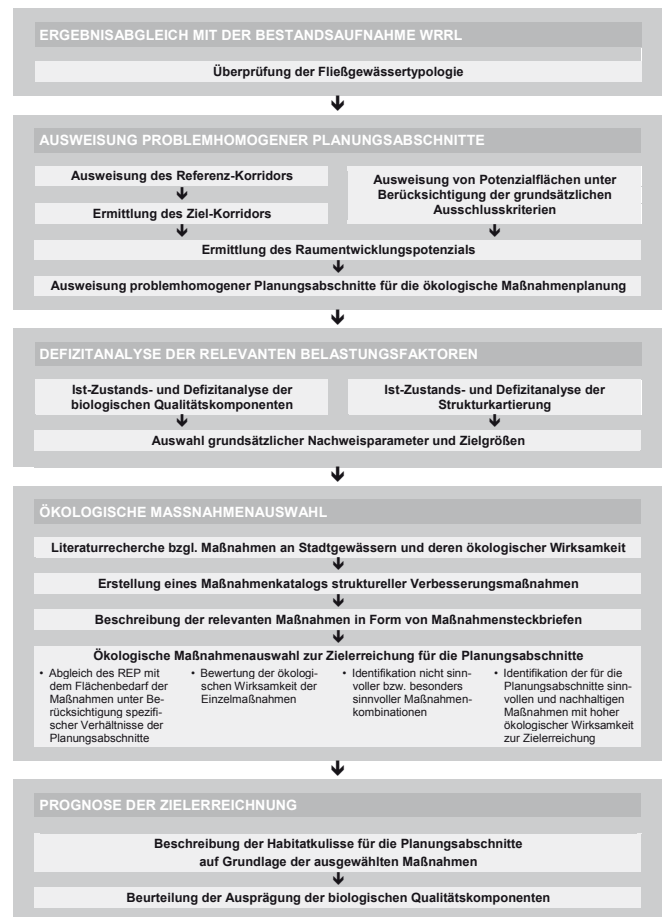 ERGEBNISABGLEICH MIT DER BESTANDSAUFNAHME WRRL
Überprüfung der Fließgewässertypologie
AUSWEISUNG PROBLEMHOMOGENER PLANUNGSABSCHNITTE
Ausweisung des Referenz-Korridors
Ermittlung des Ziel-Korridors
Ausweisung von Potenzialflächen unter
Berücksichtigung der grundsätzlichen
Ausschlusskriterien
Ermittlung des Raumentwicklungspotenzials
Ausweisung problemhomogener Planungsabschnitte für die ökologische Maßnahmenplanung
DEFIZITANALYSE DER RELEVANTEN BELASTUNGSFAKTOREN
Ist-Zustands- und Defizitanalyse der
biologischen Qualitätskomponenten
Ist-Zustands- und Defizitanalyse der
Strukturkartierung
Auswahl grundsätzlicher Nachweisparameter und Zielgrößen
ÖKOLOGISCHE MASSNAHMENAUSWAHL
Literaturrecherche bzgl. Maßnahmen an Stadtgewässern und deren ökologischer Wirksamkeit
Erstellung eines Maßnahmenkatalogs struktureller Verbesserungsmaßnahmen
Beschreibung der relevanten Maßnahmen in Form von Maßnahmensteckbriefen
Ökologische Maßnahmenauswahl zur Zielerreichung für die Planungsabschnitte
• Abgleich des REP mit
dem Flächenbedarf der
Maßnahmen unter Be-
rücksichtigung spezifi-
scher Verhältnisse der
Planungsabschnitte
• Bewertung der ökologi-
schen Wirksamkeit der
Einzelmaßnahmen
• Identifikation nicht sinn-
voller bzw. besonders
sinnvoller Maßnahmen-
kombinationen
• Identifikation der für die
Planungsabschnitte sinn-
vollen und nachhaltigen
Maßnahmen mit hoher
ökologischer Wirksamkeit
zur Zielerreichung
PROGNOSE DER ZIELERREICHNUNG
Beschreibung der Habitatkulisse für die Planungsabschnitte
auf Grundlage der ausgewählten Maßnahmen
Beurteilung der Ausprägung der biologischen Qualitätskomponenten